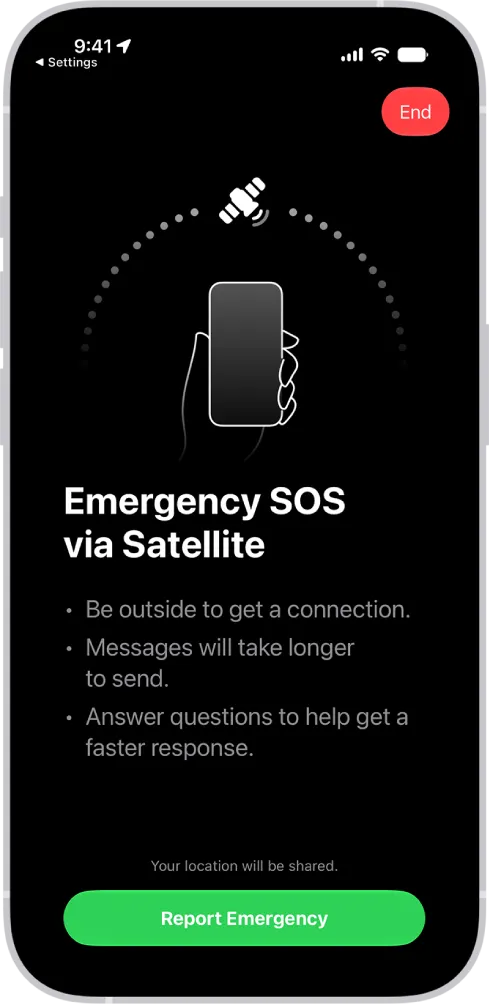 9:41
◀ Settings
End
Emergency SOS
via Satellite
• Be outside to get a connection.
• Messages will take longer
to send.
• Answer questions to help get a
faster response.
Your location will be shared.
Report Emergency